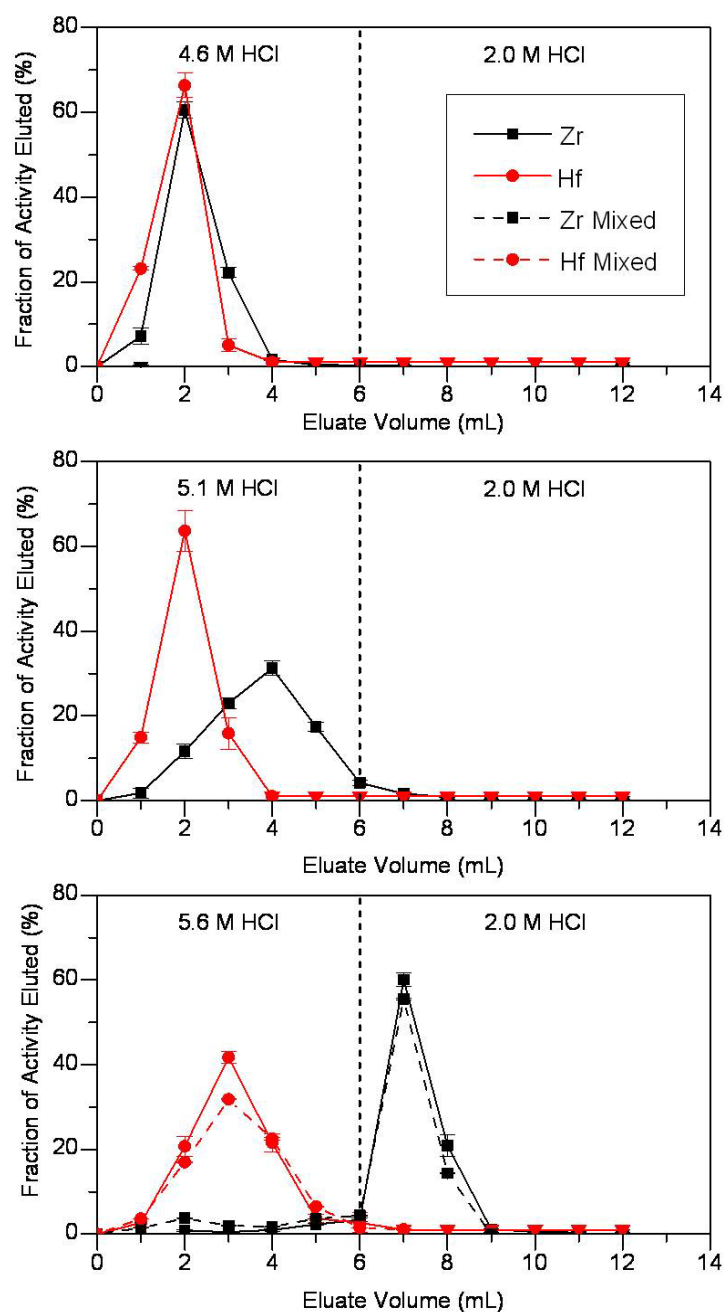 80
60
40
20
0
Fraction of Activity Eluted (%)
4.6 M HCl
2.0 M HCl
Zr
Hf
Zr Mixed
Hf Mixed
0 2 4 6 8 10 12 14
Eluate Volume (mL)
80
60
40
20
0
Fraction of Activity Eluted (%)
5.1 M HCl
2.0 M HCl
0 2 4 6 8 10 12 14
Eluate Volume (mL)
80
60
40
20
0
Fraction of Activity Eluted (%)
5.6 M HCl
2.0 M HCl
0 2 4 6 8 10 12 14
Eluate Volume (mL)